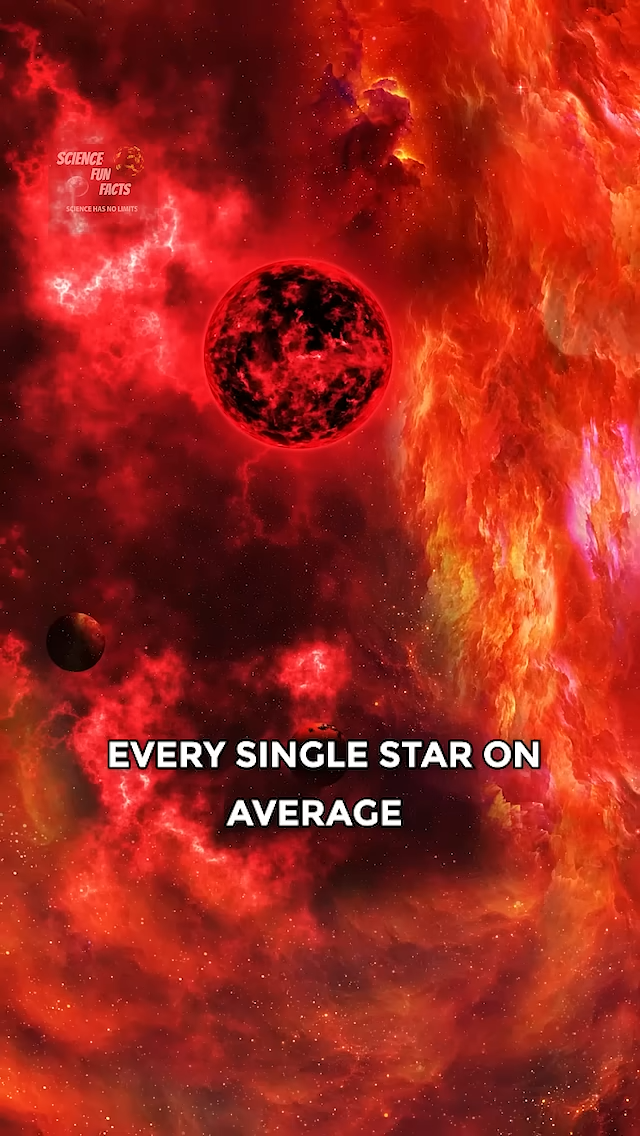 SCIENCE
FUN
FACTS
SCIENCE HAS NO LIMITS
EVERY SINGLE STAR ON
AVERAGE